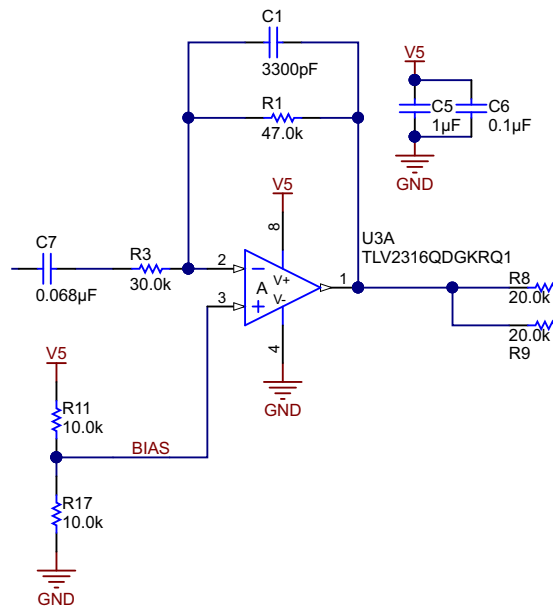 C1
3300pF
R1
47.0k
V5
C5
1µF
C6
0.1µF
GND
V5
8
U3A
TLV2316QDGKRQ1
C7
0.068µF
R3
30.0k
2
3
A
V+
V-
1
4
GND
R8
20.0k
20.0k
R9
V5
R11
10.0k
BIAS
R17
10.0k
GND